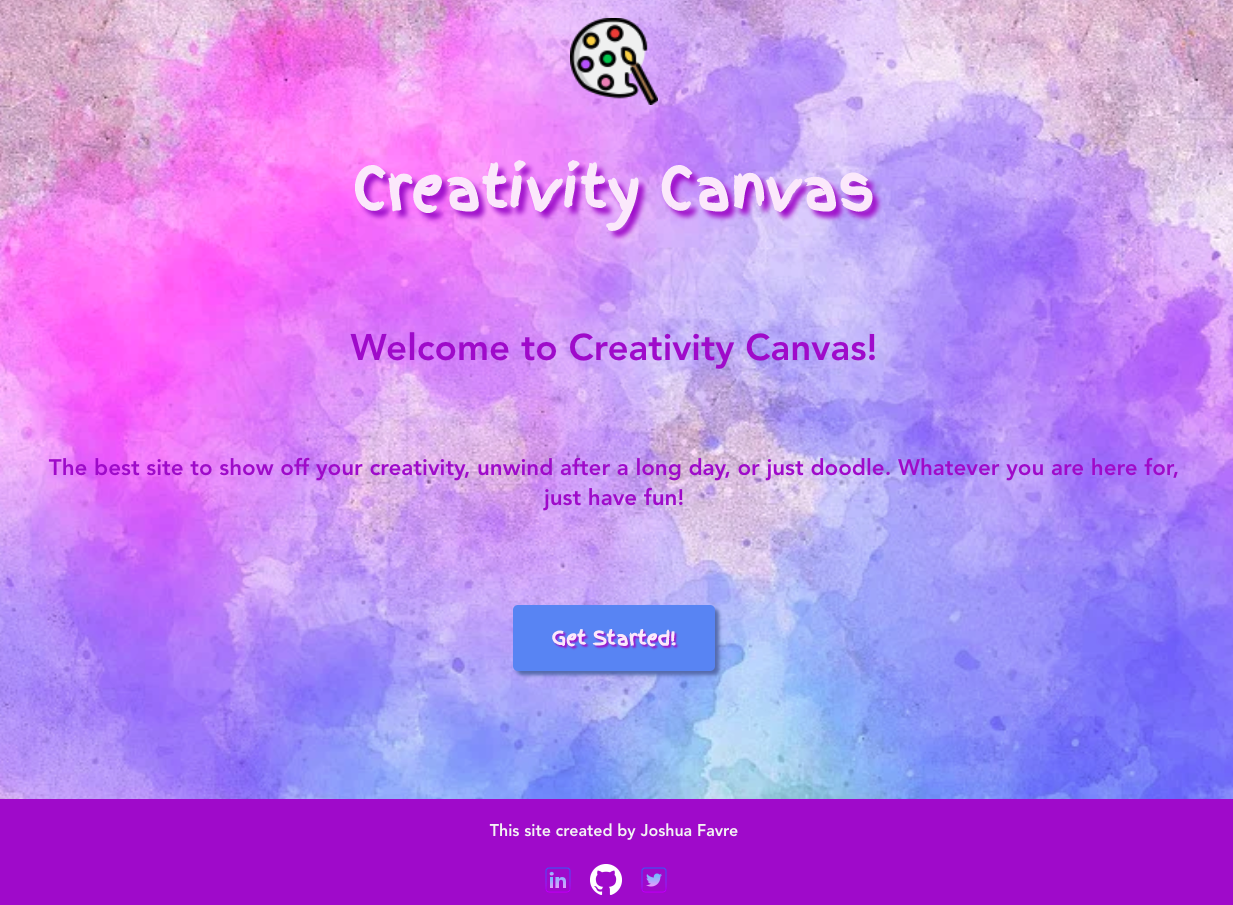 Creativity Canvas
Welcome to Creativity Canvas!
The best site to show off your creativity, unwind after a long day, or just doodle. Whatever you are here for,
just have fun!
Get Started!
This site created by Joshua Favre
in